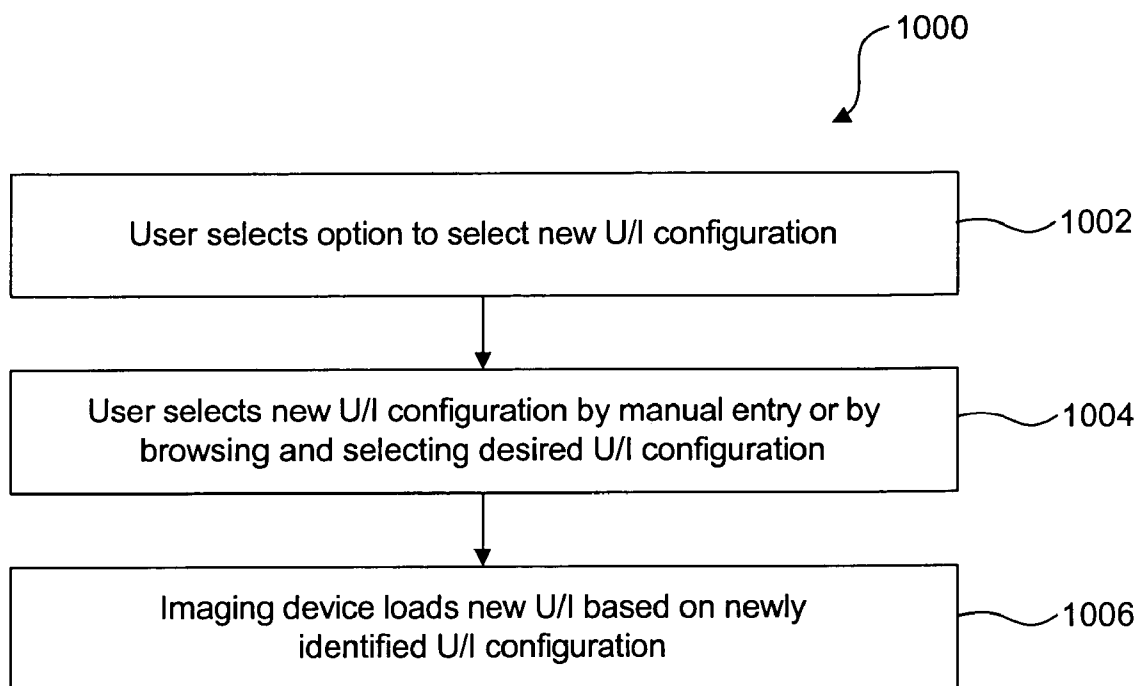 1000
User selects option to select new U/I configuration
1002
User selects new U/I configuration by manual entry or by
browsing and selecting desired U/I configuration
1004
Imaging device loads new U/I based on newly
identified U/I configuration
1006